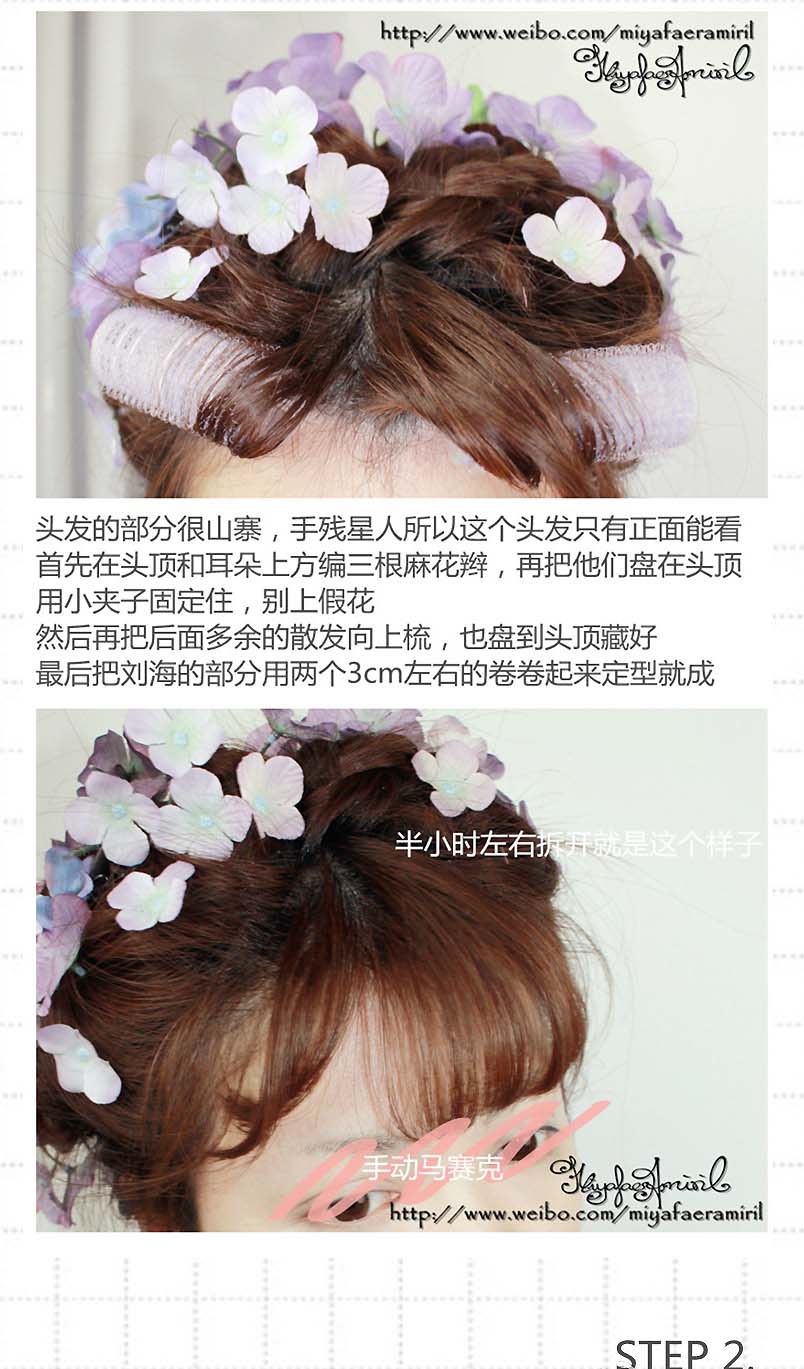 http://www.weibo.com/miyafaeramiril
MiyafaerAmiril
头发的部分很山寨，手残星人所以这个头发只有正面能看
首先在头顶和耳朵上方编三根麻花辫，再把他们盘在头顶
用小夹子固定住，别上假花
然后再把后面多余的散发向上梳，也盘到头顶藏好
最后把刘海的部分用两个3cm左右的卷卷起来定型就成
半小时左右拆开就是这个样子
手动马赛克
MiyafaerAmiril
http://www.weibo.com/miyafaeramiril
STEP 2.